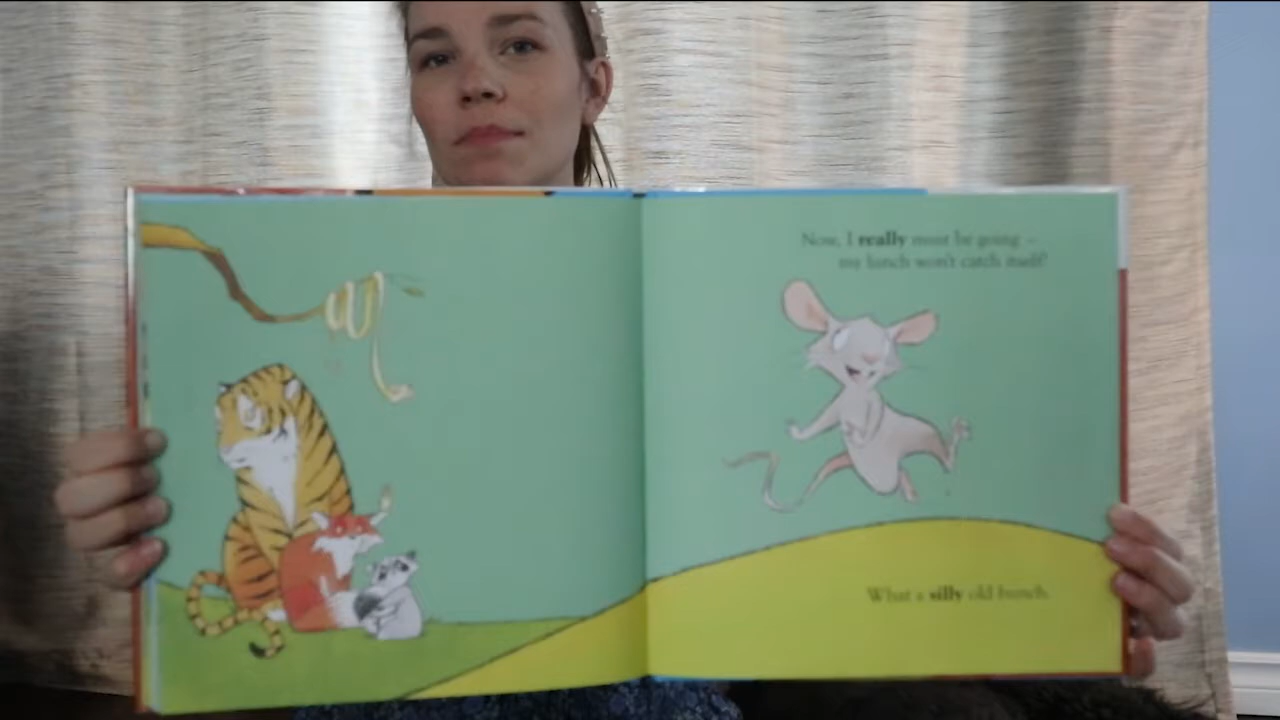 Now, I really must be going –
my lunch won't catch itself!
What a silly old bunch.